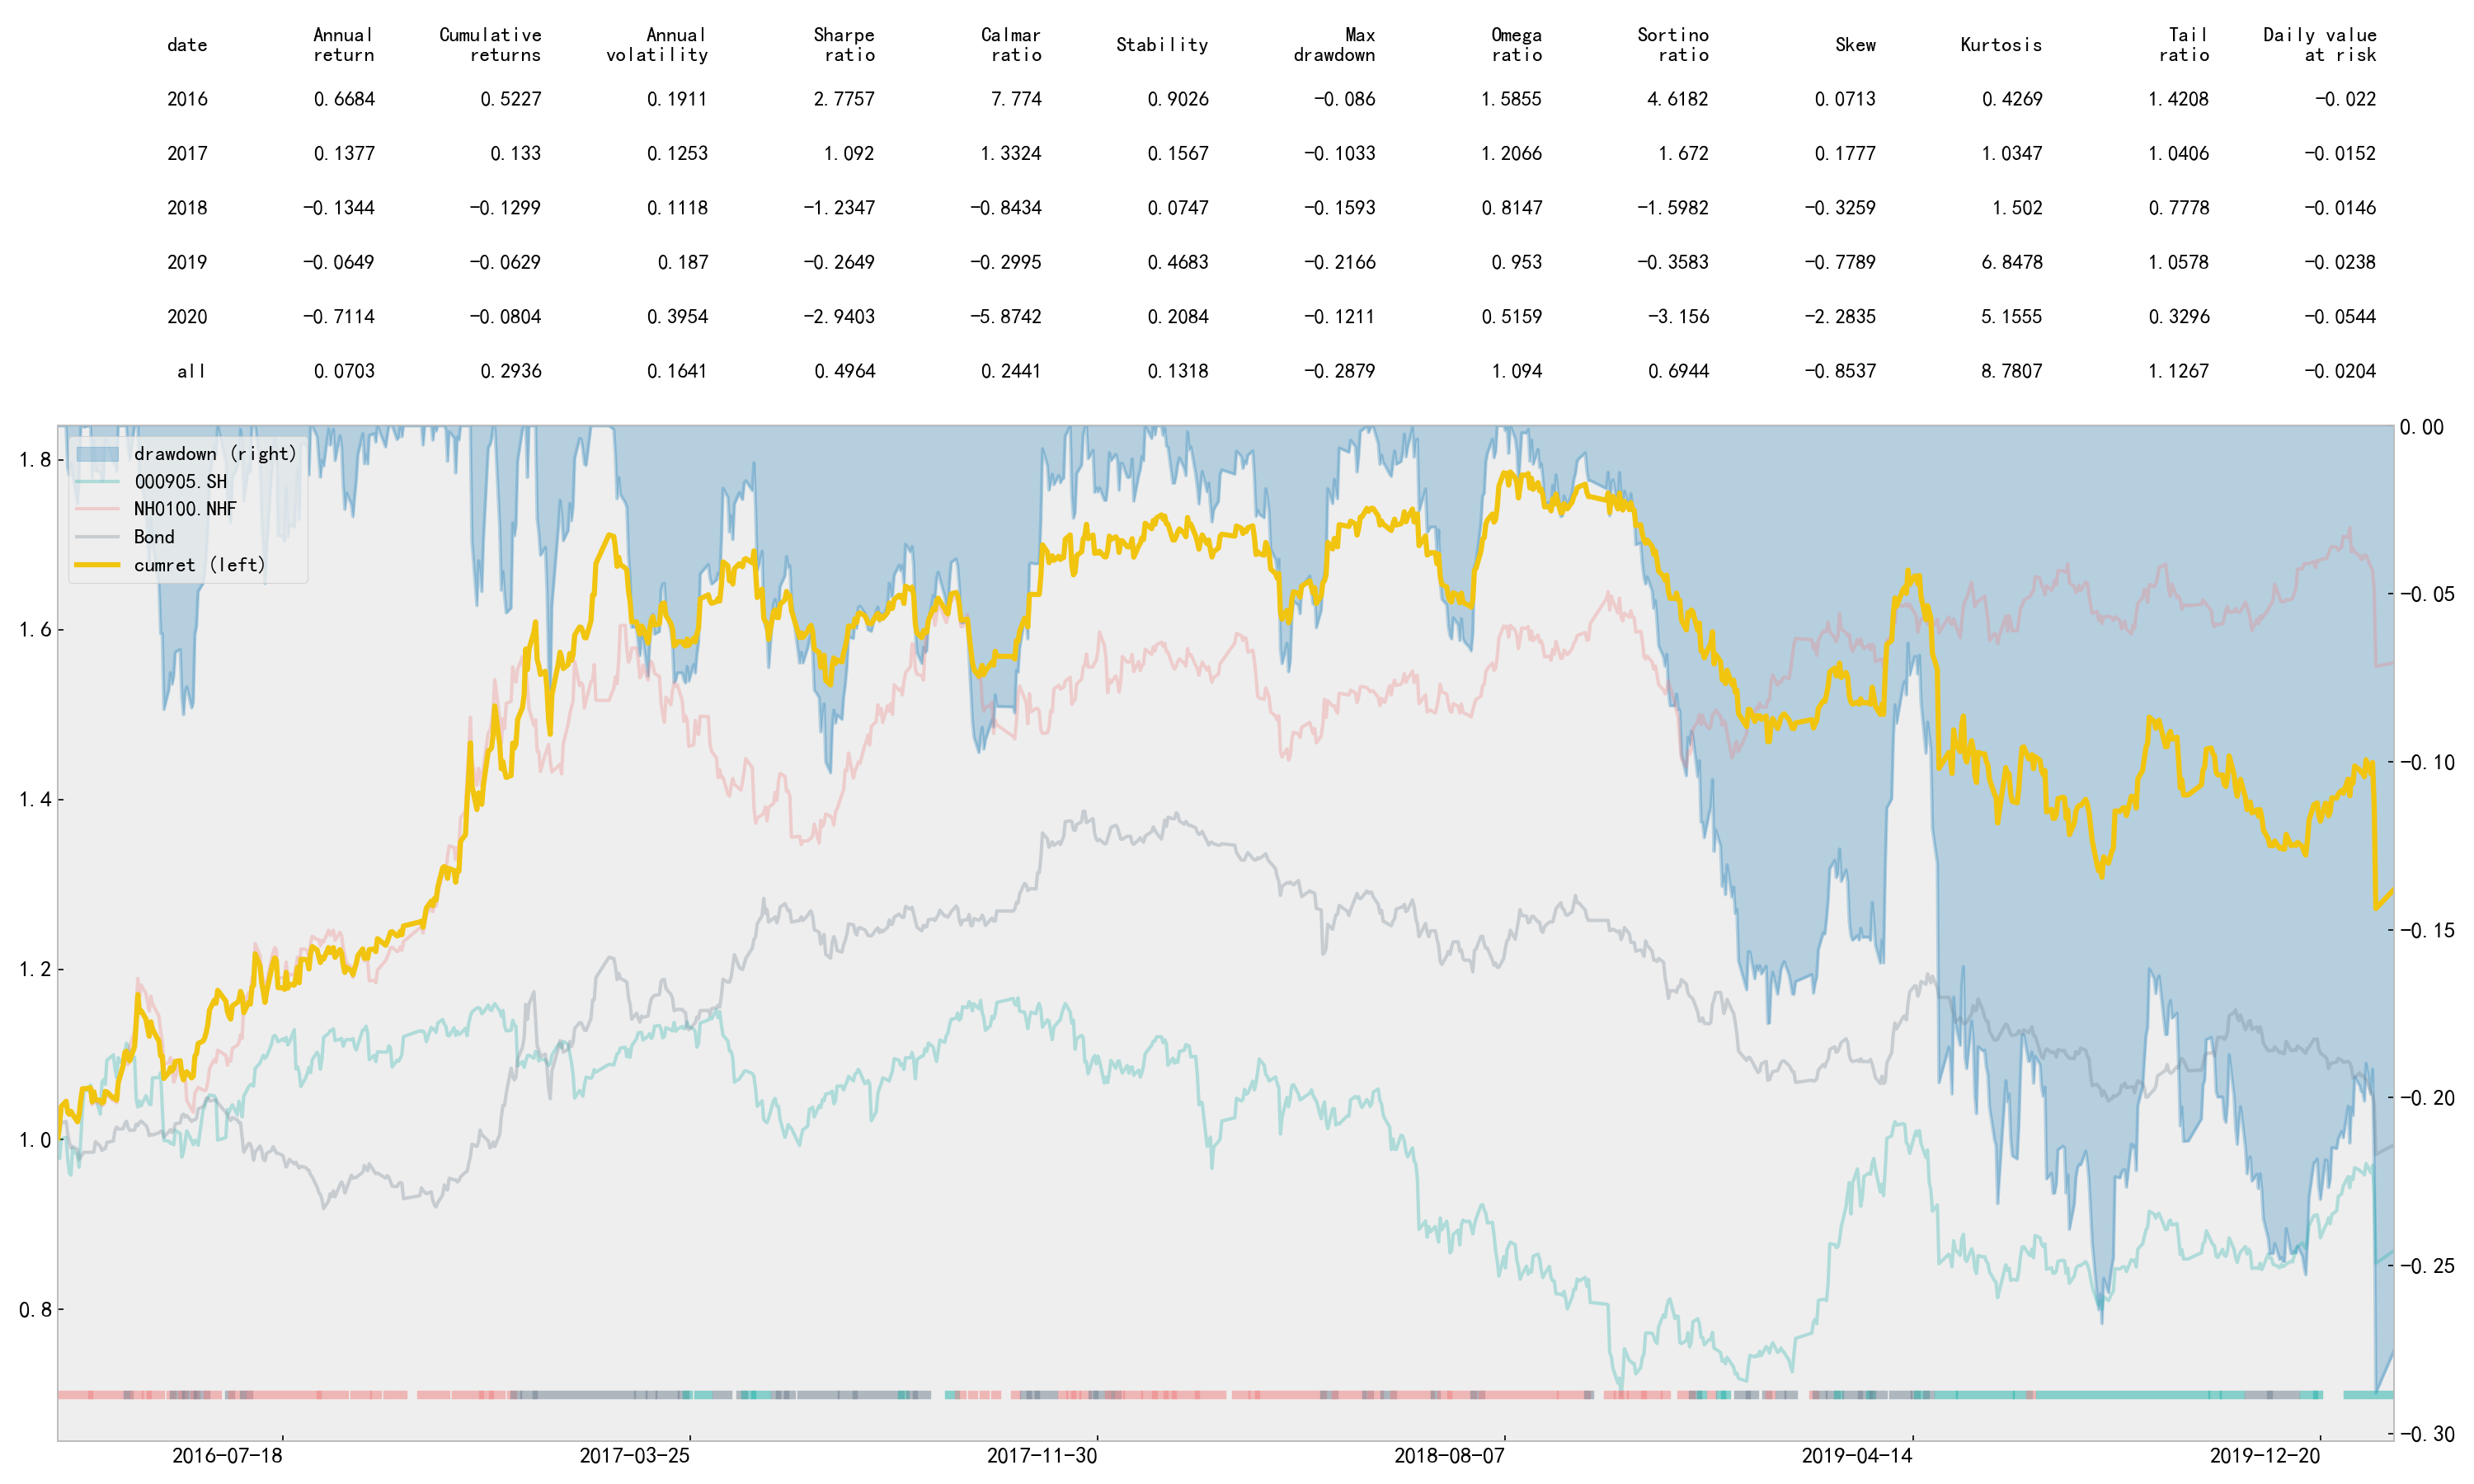 date Annual return Cumulative returns Annual volatility Sharpe ratio Calmar ratio Stability Max drawdown Omega ratio Sortino ratio Skew Kurtosis Tail ratio Daily value at risk
2016 0.6684 0.5227 0.1911 2.7757 7.774 0.9026 -0.086 1.5855 4.6182 0.0713 0.4269 1.4208 -0.022
2017 0.1377 0.133 0.1253 1.092 1.3324 0.1567 -0.1033 1.2066 1.672 0.1777 1.0347 1.0406 -0.0152
2018 -0.1344 -0.1299 0.1118 -1.2347 -0.8434 0.0747 -0.1593 0.8147 -1.5982 -0.3259 1.502 0.7778 -0.0146
2019 -0.0649 -0.0629 0.187 -0.2649 -0.2995 0.4683 -0.2166 0.953 -0.3583 -0.7789 6.8478 1.0578 -0.0238
2020 -0.7114 -0.0804 0.3954 -2.9403 -5.8742 0.2084 -0.1211 0.5159 -3.156 -2.2835 5.1555 0.3296 -0.0544
all 0.0703 0.2936 0.1641 0.4964 0.2441 0.1318 -0.2879 1.094 0.6944 -0.8537 8.7807 1.1267 -0.0204
drawdown (right)
000905.SH
NH0100.NHF
Bond
cumret (left)
1.8
1.6
1.4
1.2
1.0
0.8
0.00
-0.05
-0.10
-0.15
-0.20
-0.25
-0.30
2016-07-18 2017-03-25 2017-11-30 2018-08-07 2019-04-14 2019-12-20